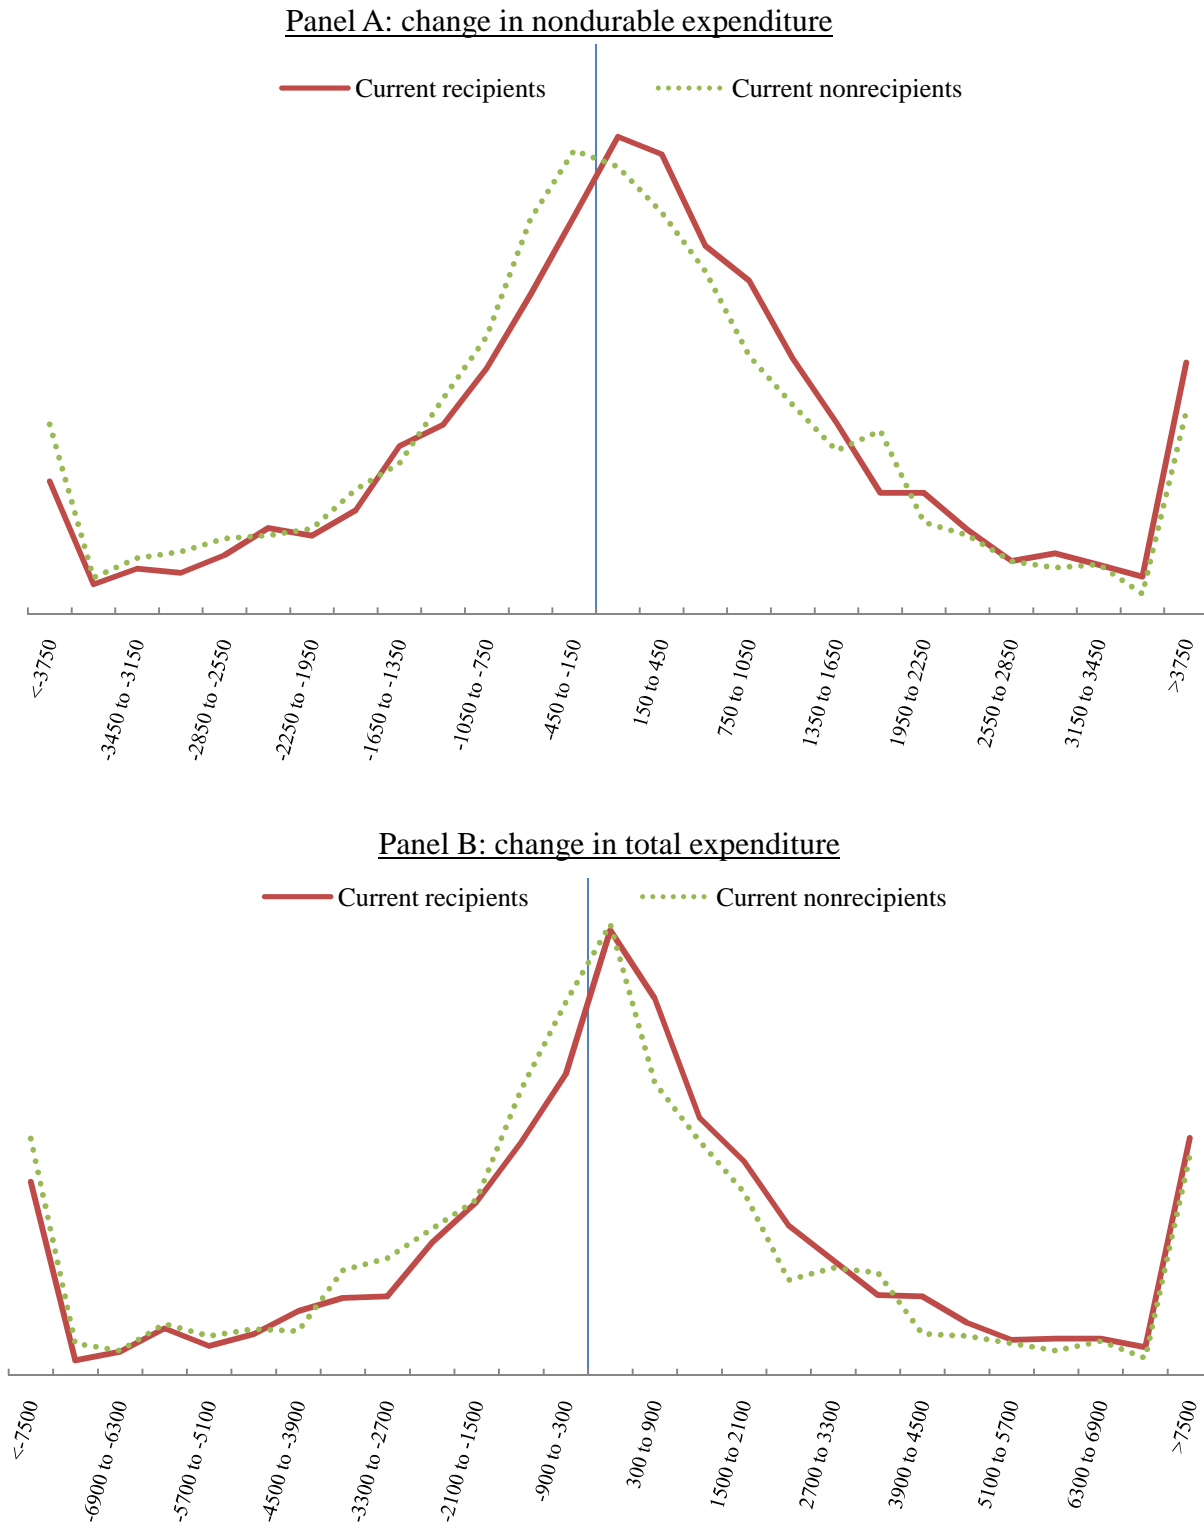 Panel A: change in nondurable expenditure
Current recipients
Current nonrecipients
<-3750
-3450 to -3150
-2850 to -2550
-2250 to -1950
-1650 to -1350
-1050 to -750
-450 to -150
150 to 450
750 to 1050
1350 to 1650
1950 to 2250
2550 to 2850
3150 to 3450
>3750
Panel B: change in total expenditure
Current recipients
Current nonrecipients
<-7500
-6900 to -6300
-5700 to -5100
-4500 to -3900
-3300 to -2700
-2100 to -1500
-900 to -300
300 to 900
1500 to 2100
2700 to 3300
3900 to 4500
5100 to 5700
6300 to 6900
>7500